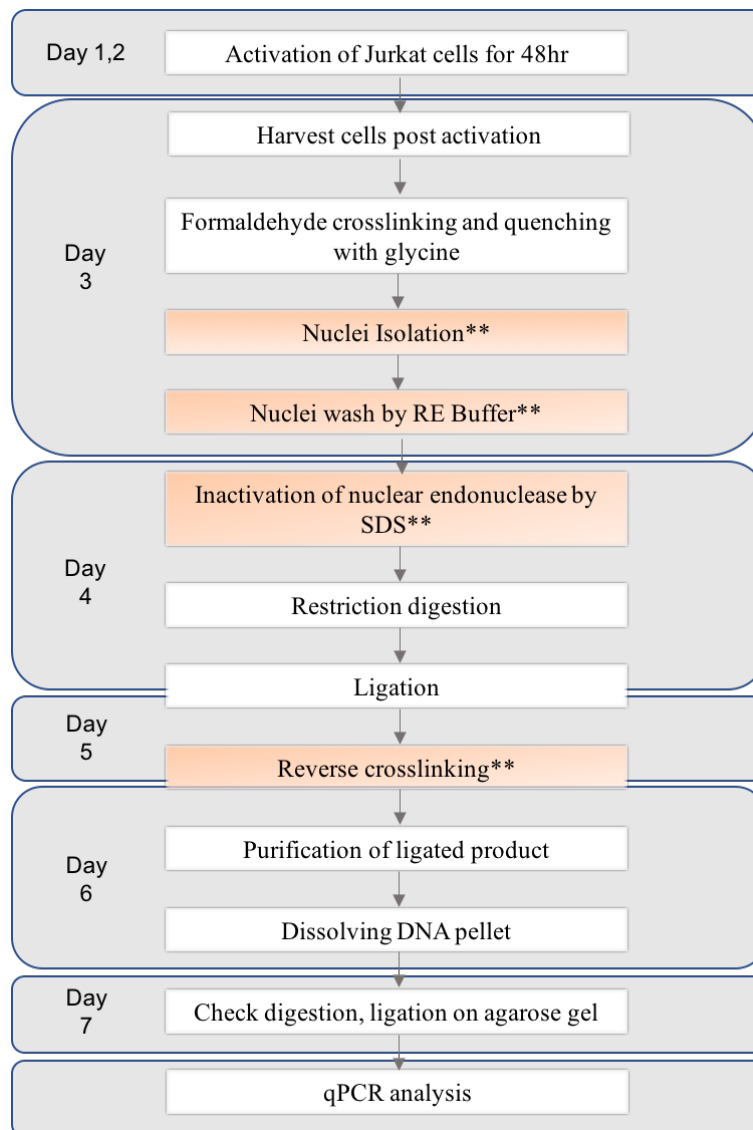 Day 1,2
Activation of Jurkat cells for 48hr
Harvest cells post activation
Formaldehyde crosslinking and quenching
with glycine
Day
3
Nuclei Isolation**
Nuclei wash by RE Buffer**
Inactivation of nuclear endonuclease by
SDS**
Day
4
Restriction digestion
Ligation
Day
5
Reverse crosslinking**
Purification of ligated product
Day
6
Dissolving DNA pellet
Day
7
Check digestion, ligation on agarose gel
qPCR analysis